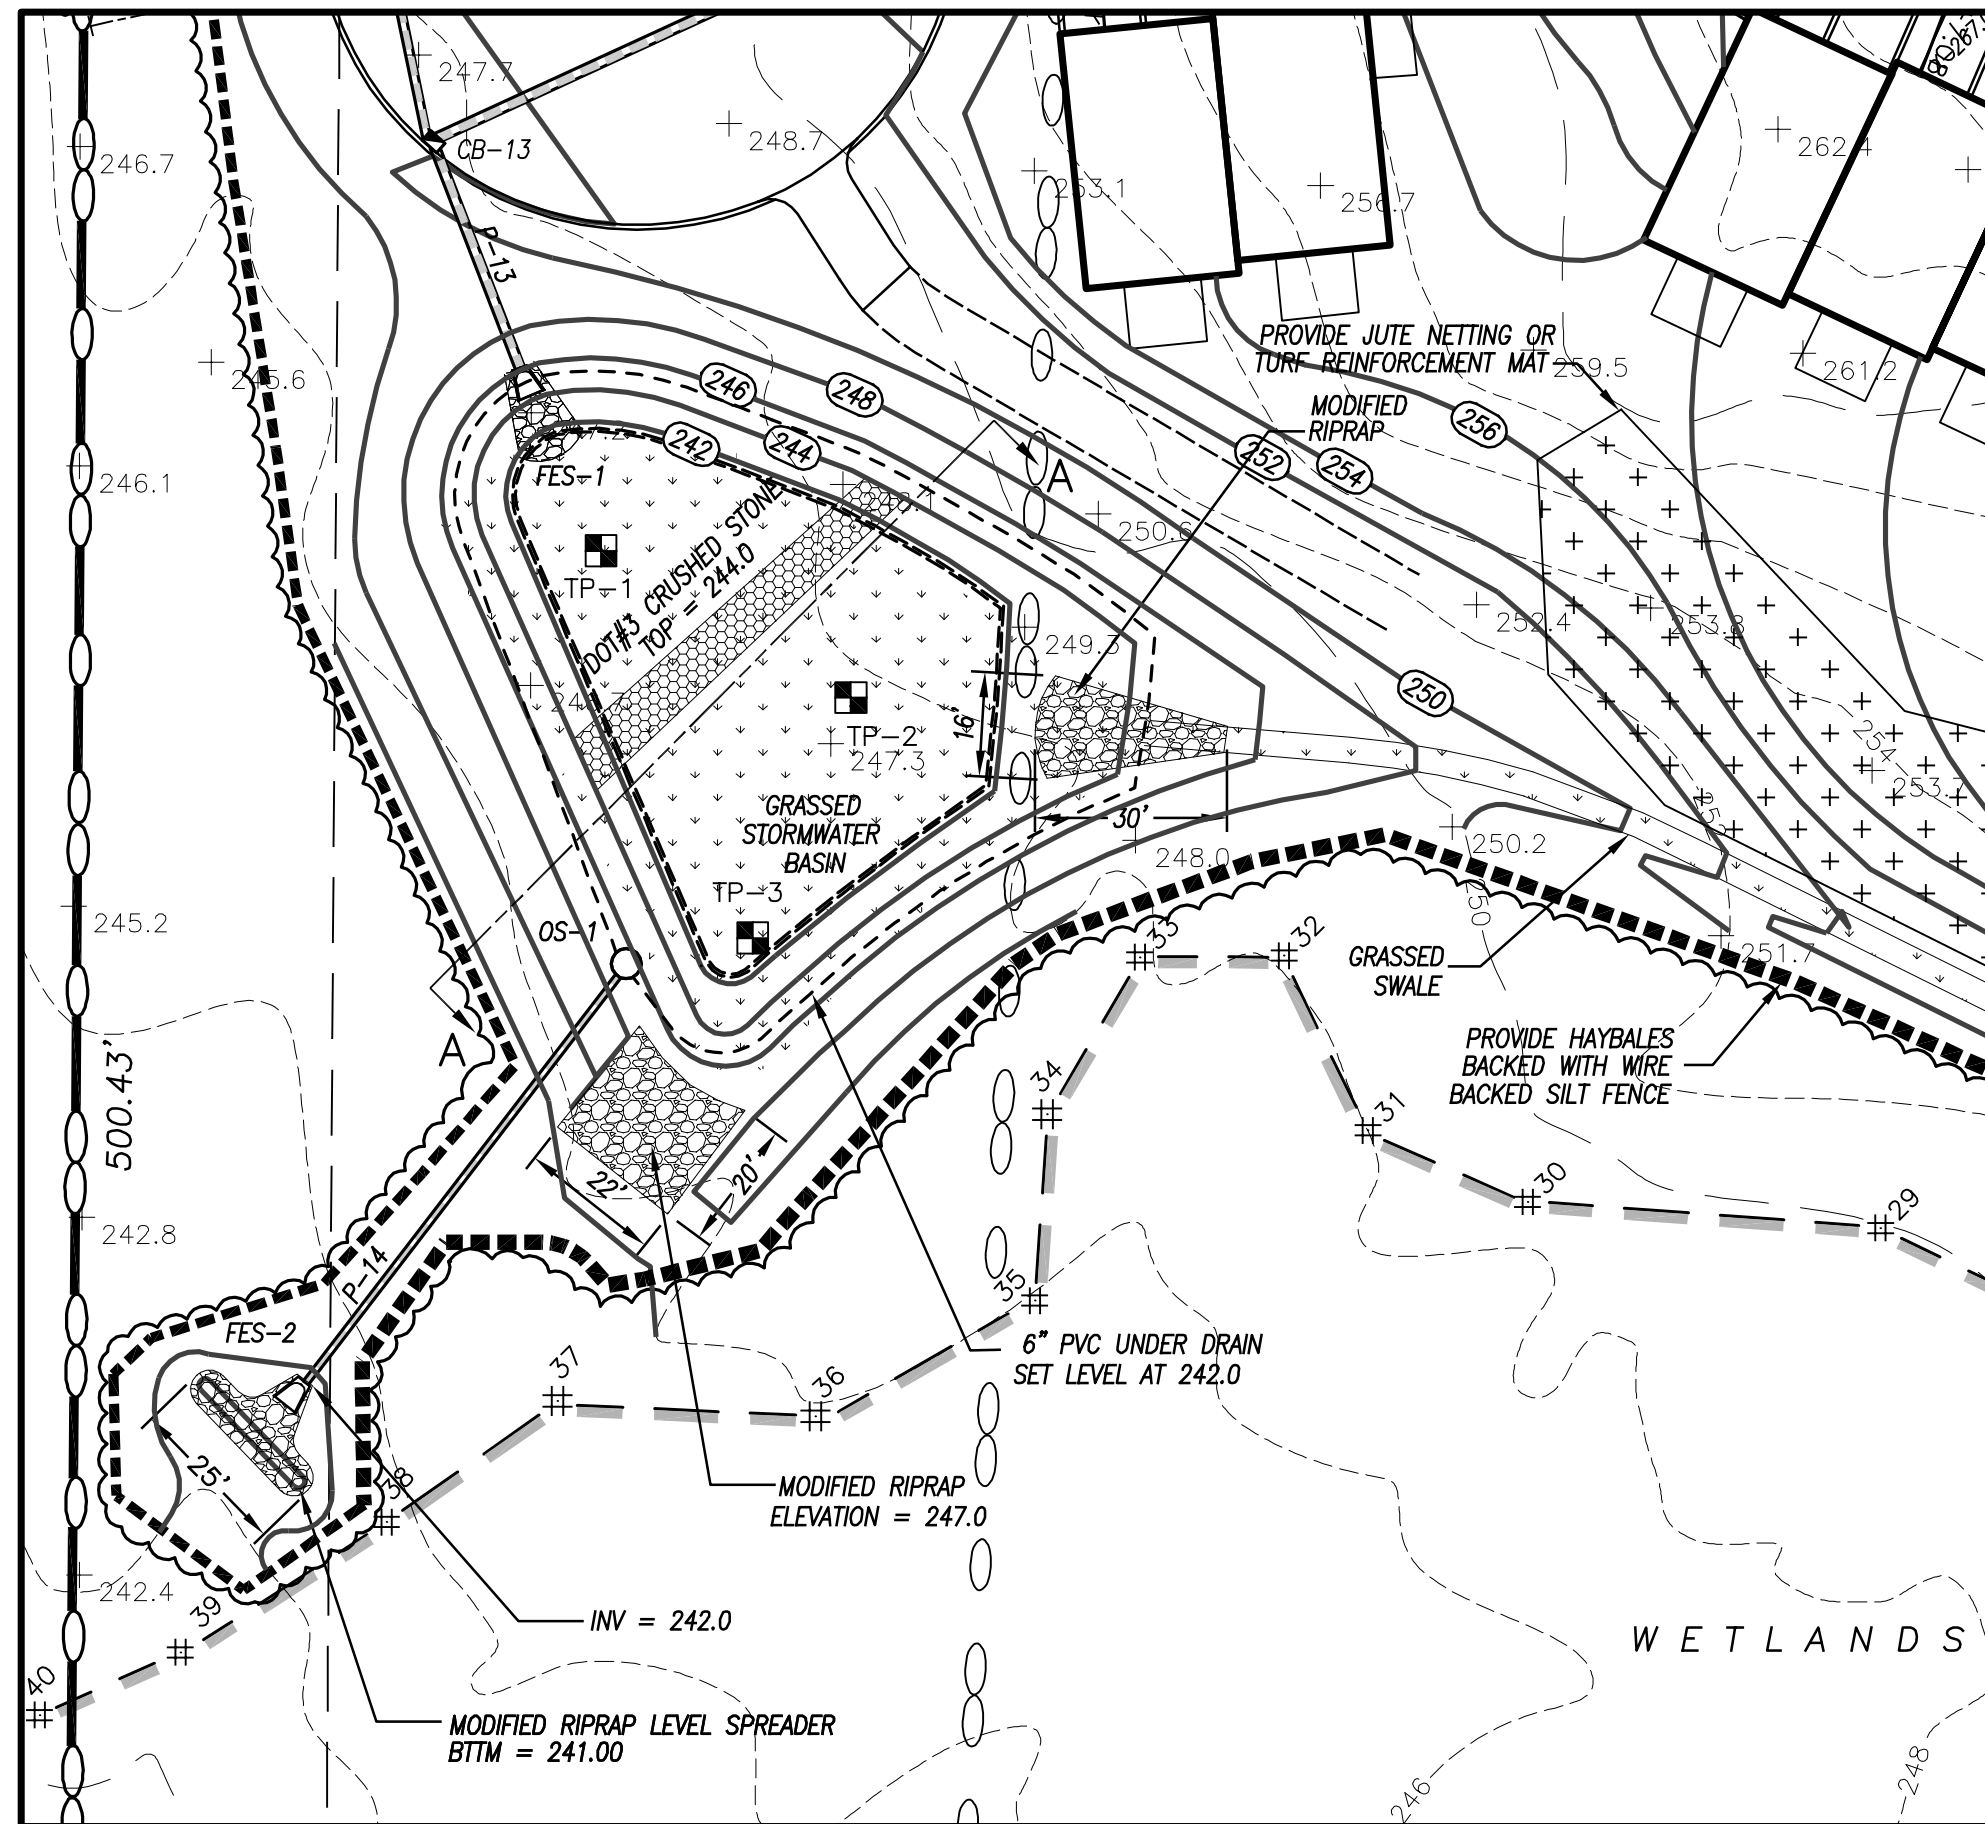 247.7
CB-13
248.7
246.7
P-13
253.1
256.7
262.4
245.6
PROVIDE JUTE NETTING OR
TURF REINFORCEMENT MAT
259.5
261.2
246
248
MODIFIED
RIPRAP
256
242
244
252
254
A
246.1
FES-1
250.6
TP-1
DOT#3 CRUSHED STONE
TOP = 244.0
252.4
253.8
249.3
250
16'
TP-2
247.3
254
253.7
252
GRASSED
STORMWATER
BASIN
30'
248.0
250.2
TP-3
245.2
OS-1
250
33
32
GRASSED
SWALE
251.7
A
500.43'
PROVIDE HAYBALES
BACKED WITH WIRE
BACKED SILT FENCE
34
31
22'
20'
30
29
242.8
P-14
35
FES-2
6" PVC UNDER DRAIN
SET LEVEL AT 242.0
37
36
25'
38
MODIFIED RIPRAP
ELEVATION = 247.0
242.4
39
INV = 242.0
WETLANDS
40
MODIFIED RIPRAP LEVEL SPREADER
BTTM = 241.00
246
248